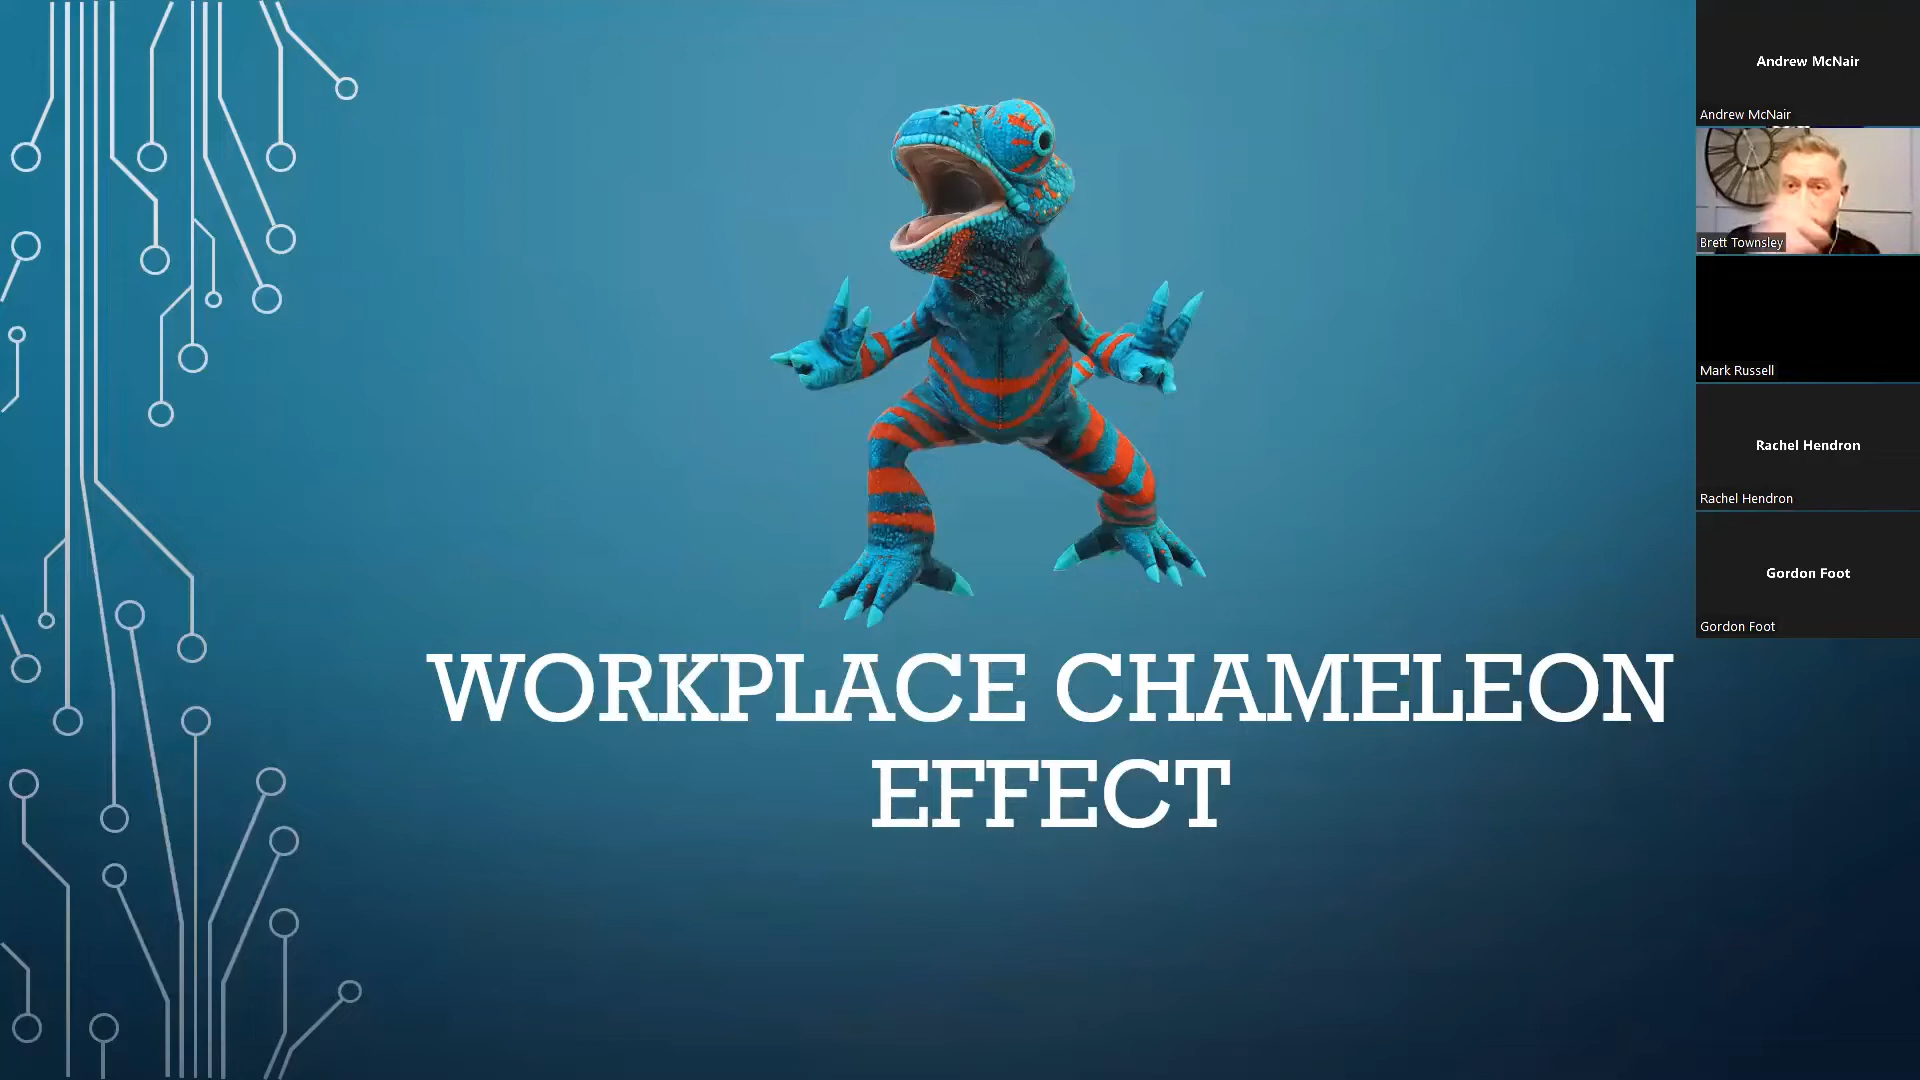 WORKPLACE CHAMELEON
EFFECT
Andrew McNair
Andrew McNair
Brett Townsley
Mark Russell
Rachel Hendron
Rachel Hendron
Gordon Foot
Gordon Foot